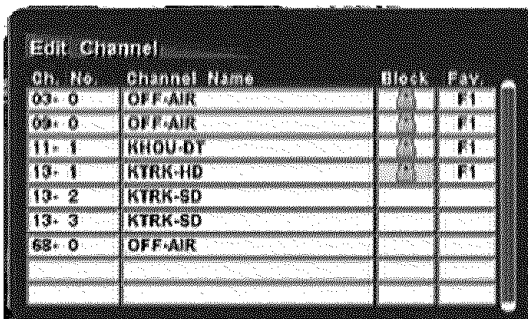 Edit Channel
Ch. No. Channel Name Block Fav.
03- 0 OFF-AIR F1
09- 0 OFF-AIR F1
11- 1 KHOU-DT F1
13- 1 KTRK-HD F1
13- 2 KTRK-SD
13- 3 KTRK-SD
68- 0 OFF-AIR